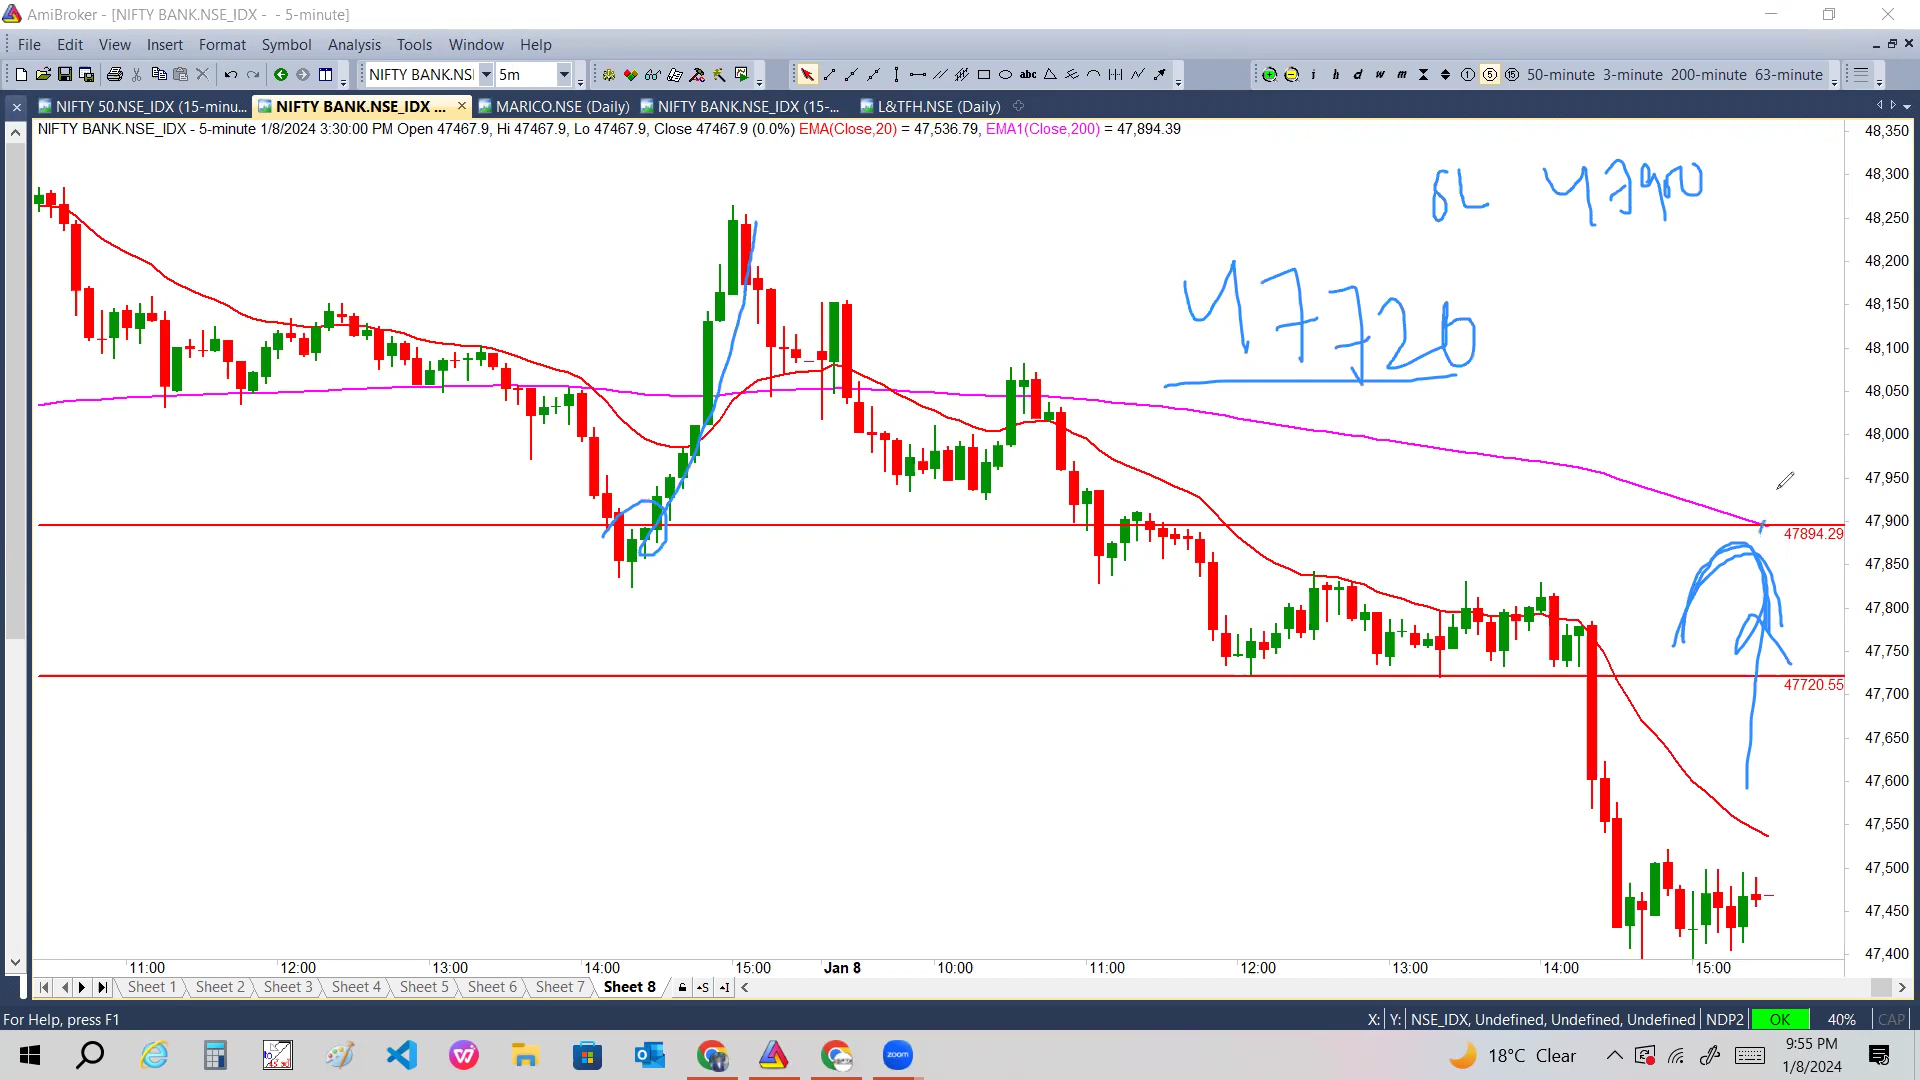 AmiBroker - [NIFTY BANK.NSE_IDX - - 5-minute]
File Edit View Insert Format Symbol Analysis Tools Window Help
NIFTY BANK.NSI 5m abc i h d w m 1 5 15 50-minute 3-minute 200-minute 63-minute
NIFTY 50.NSE_IDX (15-minu... NIFTY BANK.NSE_IDX ... MARICO.NSE (Daily) NIFTY BANK.NSE_IDX (15-... L&TFH.NSE (Daily)
NIFTY BANK.NSE_IDX - 5-minute 1/8/2024 3:30:00 PM Open 47467.9, Hi 47467.9, Lo 47467.9, Close 47467.9 (0.0%) EMA(Close,20) = 47,536.79, EMA1(Close,200) = 47,894.39
48,350
48,300
SL 47900
48,250
48,200
48,150
47720
48,100
48,050
48,000
47,950
47,900
47894.29
47,850
47,800
47,750
47,700
47720.55
47,650
47,600
47,550
47,500
47,450
47,400
11:00 12:00 13:00 14:00 15:00 Jan 8 10:00 11:00 12:00 13:00 14:00 15:00
Sheet 1 Sheet 2 Sheet 3 Sheet 4 Sheet 5 Sheet 6 Sheet 7 Sheet 8 S I
For Help, press F1 X: Y: NSE_IDX, Undefined, Undefined, Undefined NDP2 OK 40% CAP
zoom 18°C Clear 9:55 PM
1/8/2024